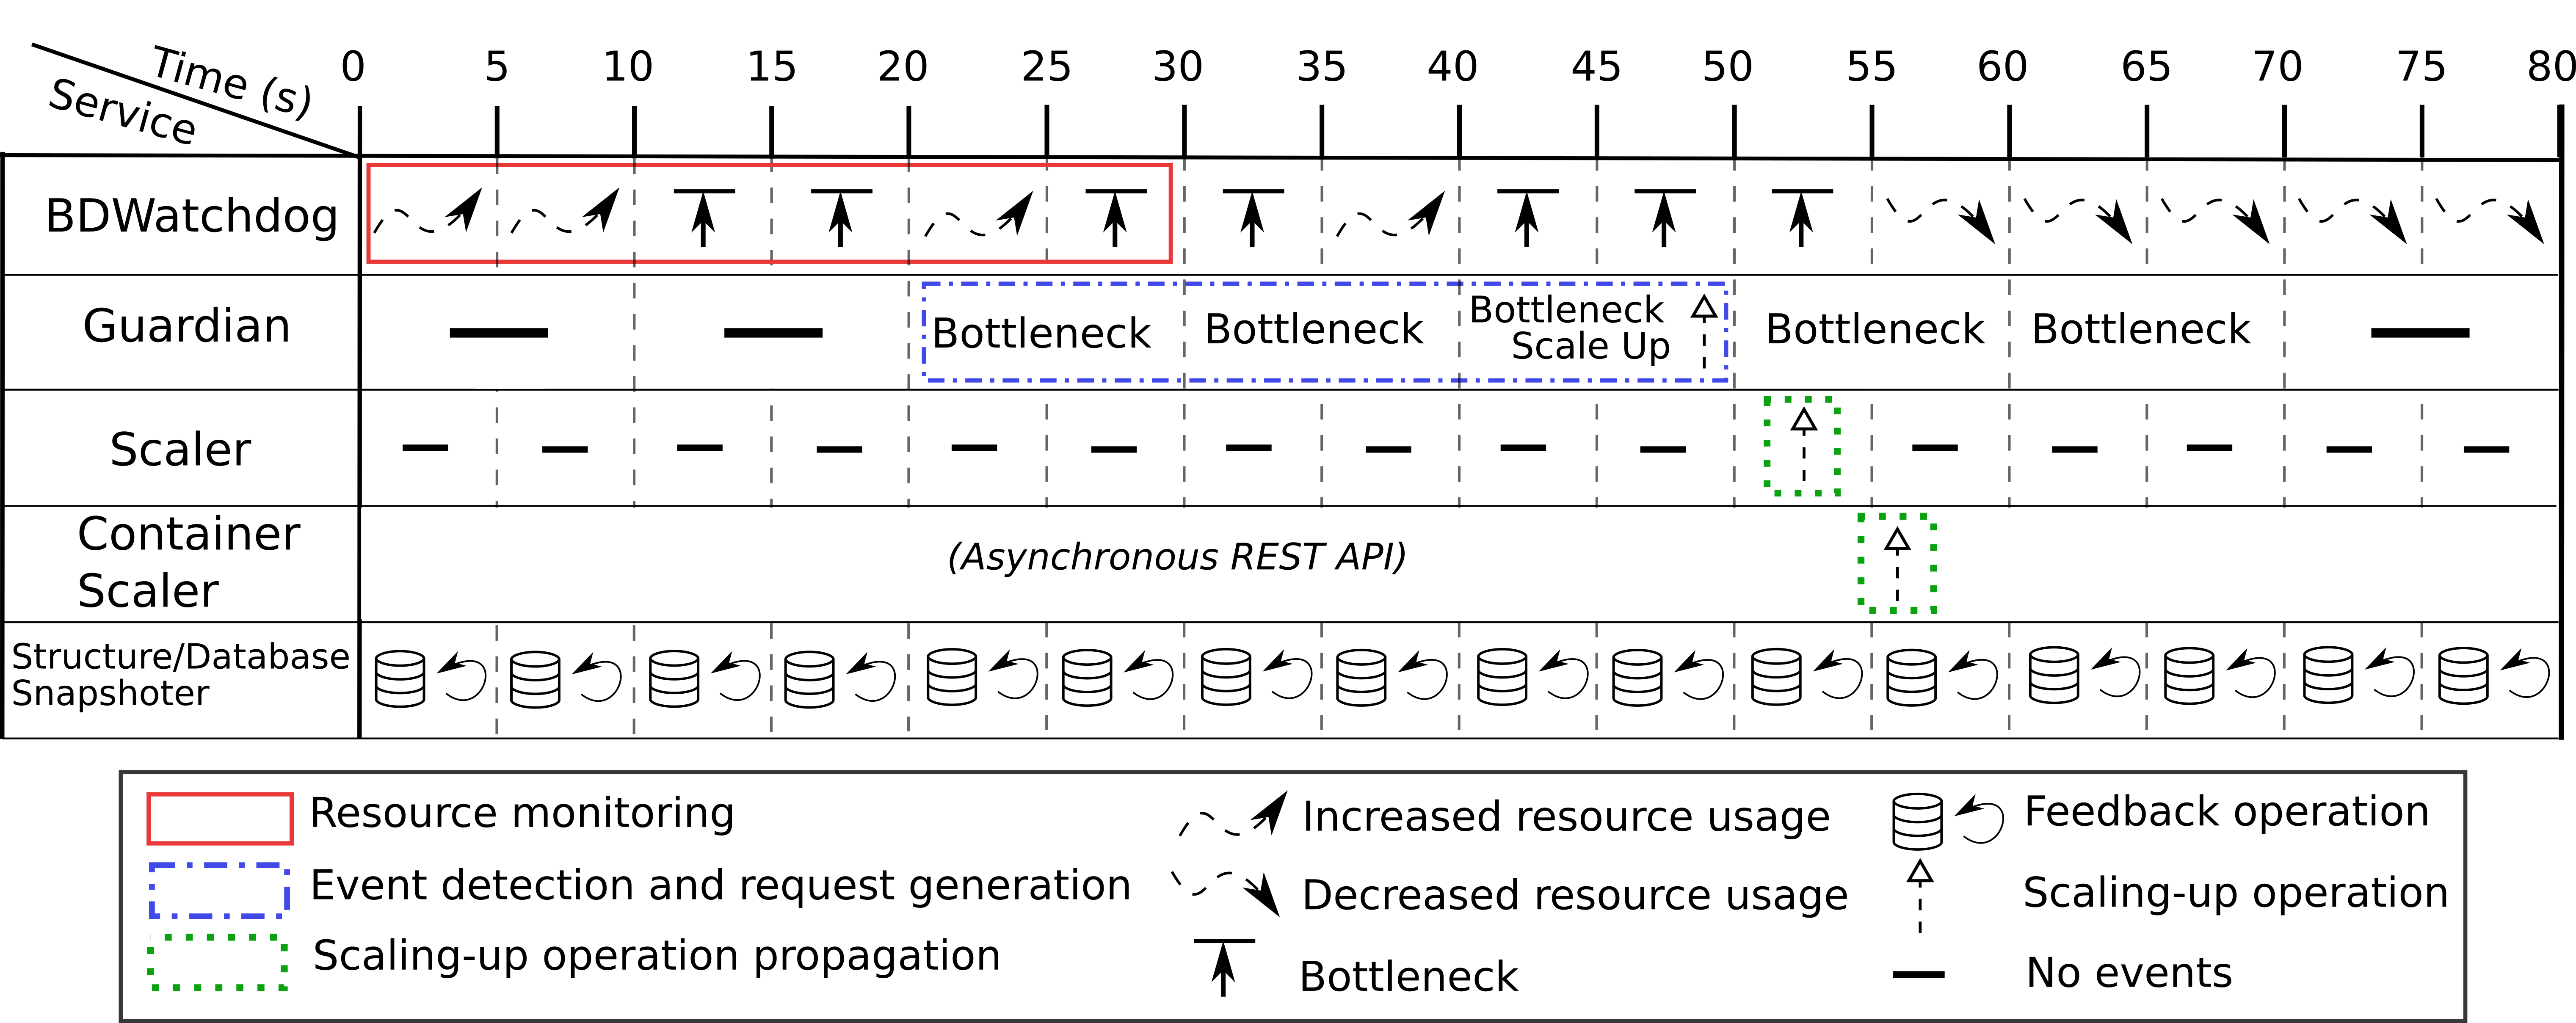 Time (s)
Service
0 5 10 15 20 25 30 35 40 45 50 55 60 65 70 75 80
BDWatchdog
Guardian
Bottleneck
Bottleneck
Bottleneck
Scale Up
Bottleneck
Bottleneck
Scaler
Container
Scaler
(Asynchronous REST API)
Structure/Database
Snapshoter
Resource monitoring
Event detection and request generation
Scaling-up operation propagation
Increased resource usage
Decreased resource usage
Bottleneck
Feedback operation
Scaling-up operation
No events